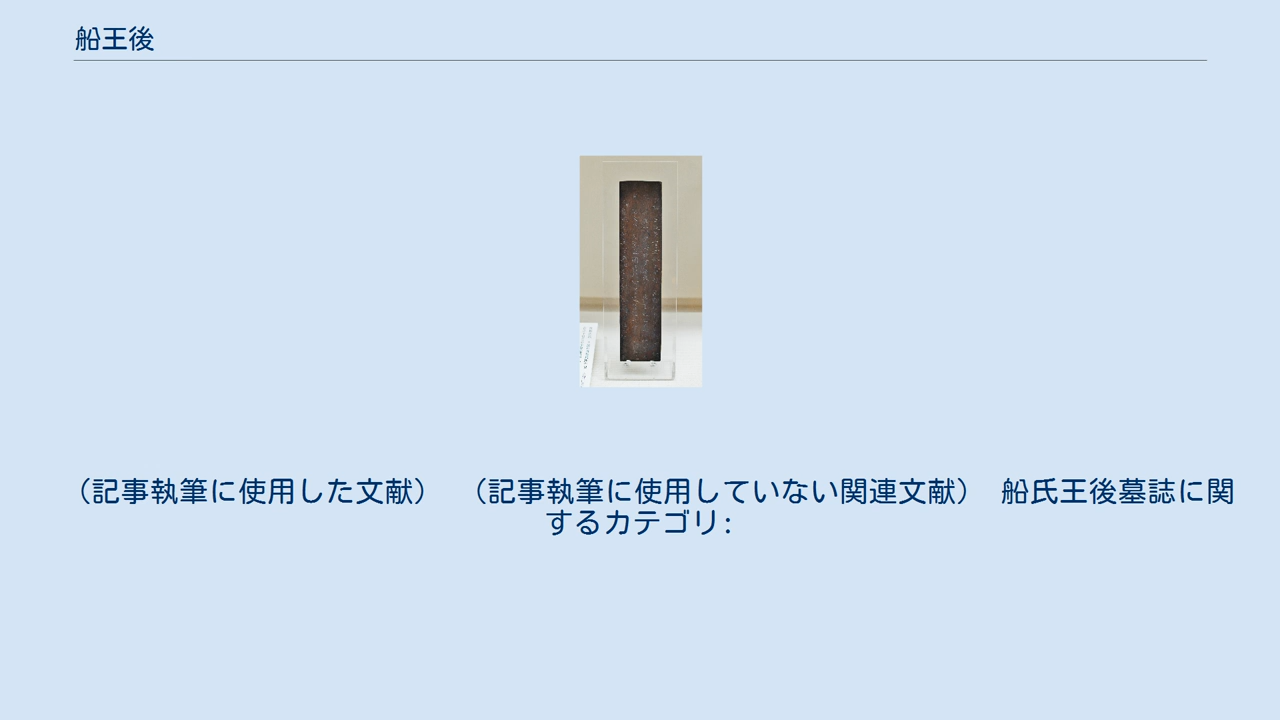 船王後
（記事執筆に使用した文献）　（記事執筆に使用していない関連文献）　船氏王後墓誌に関
するカテゴリ: